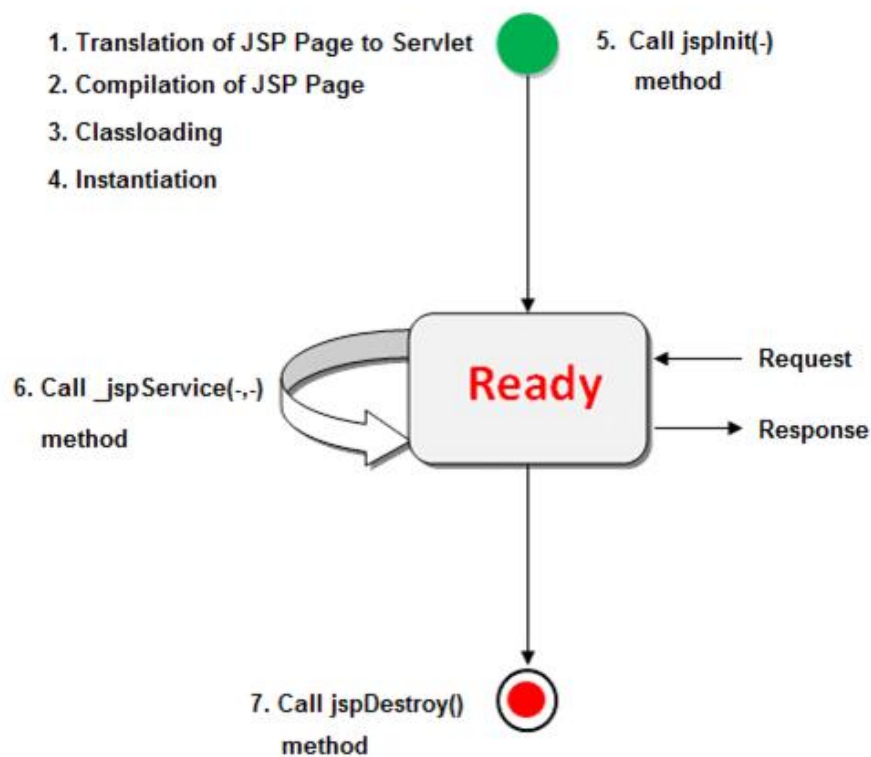 1. Translation of JSP Page to Servlet
2. Compilation of JSP Page
3. Classloading
4. Instantiation
5. Call jspInit(-)
method
Ready
Request
Response
6. Call _jspService(-,-)
method
7. Call jspDestroy()
method